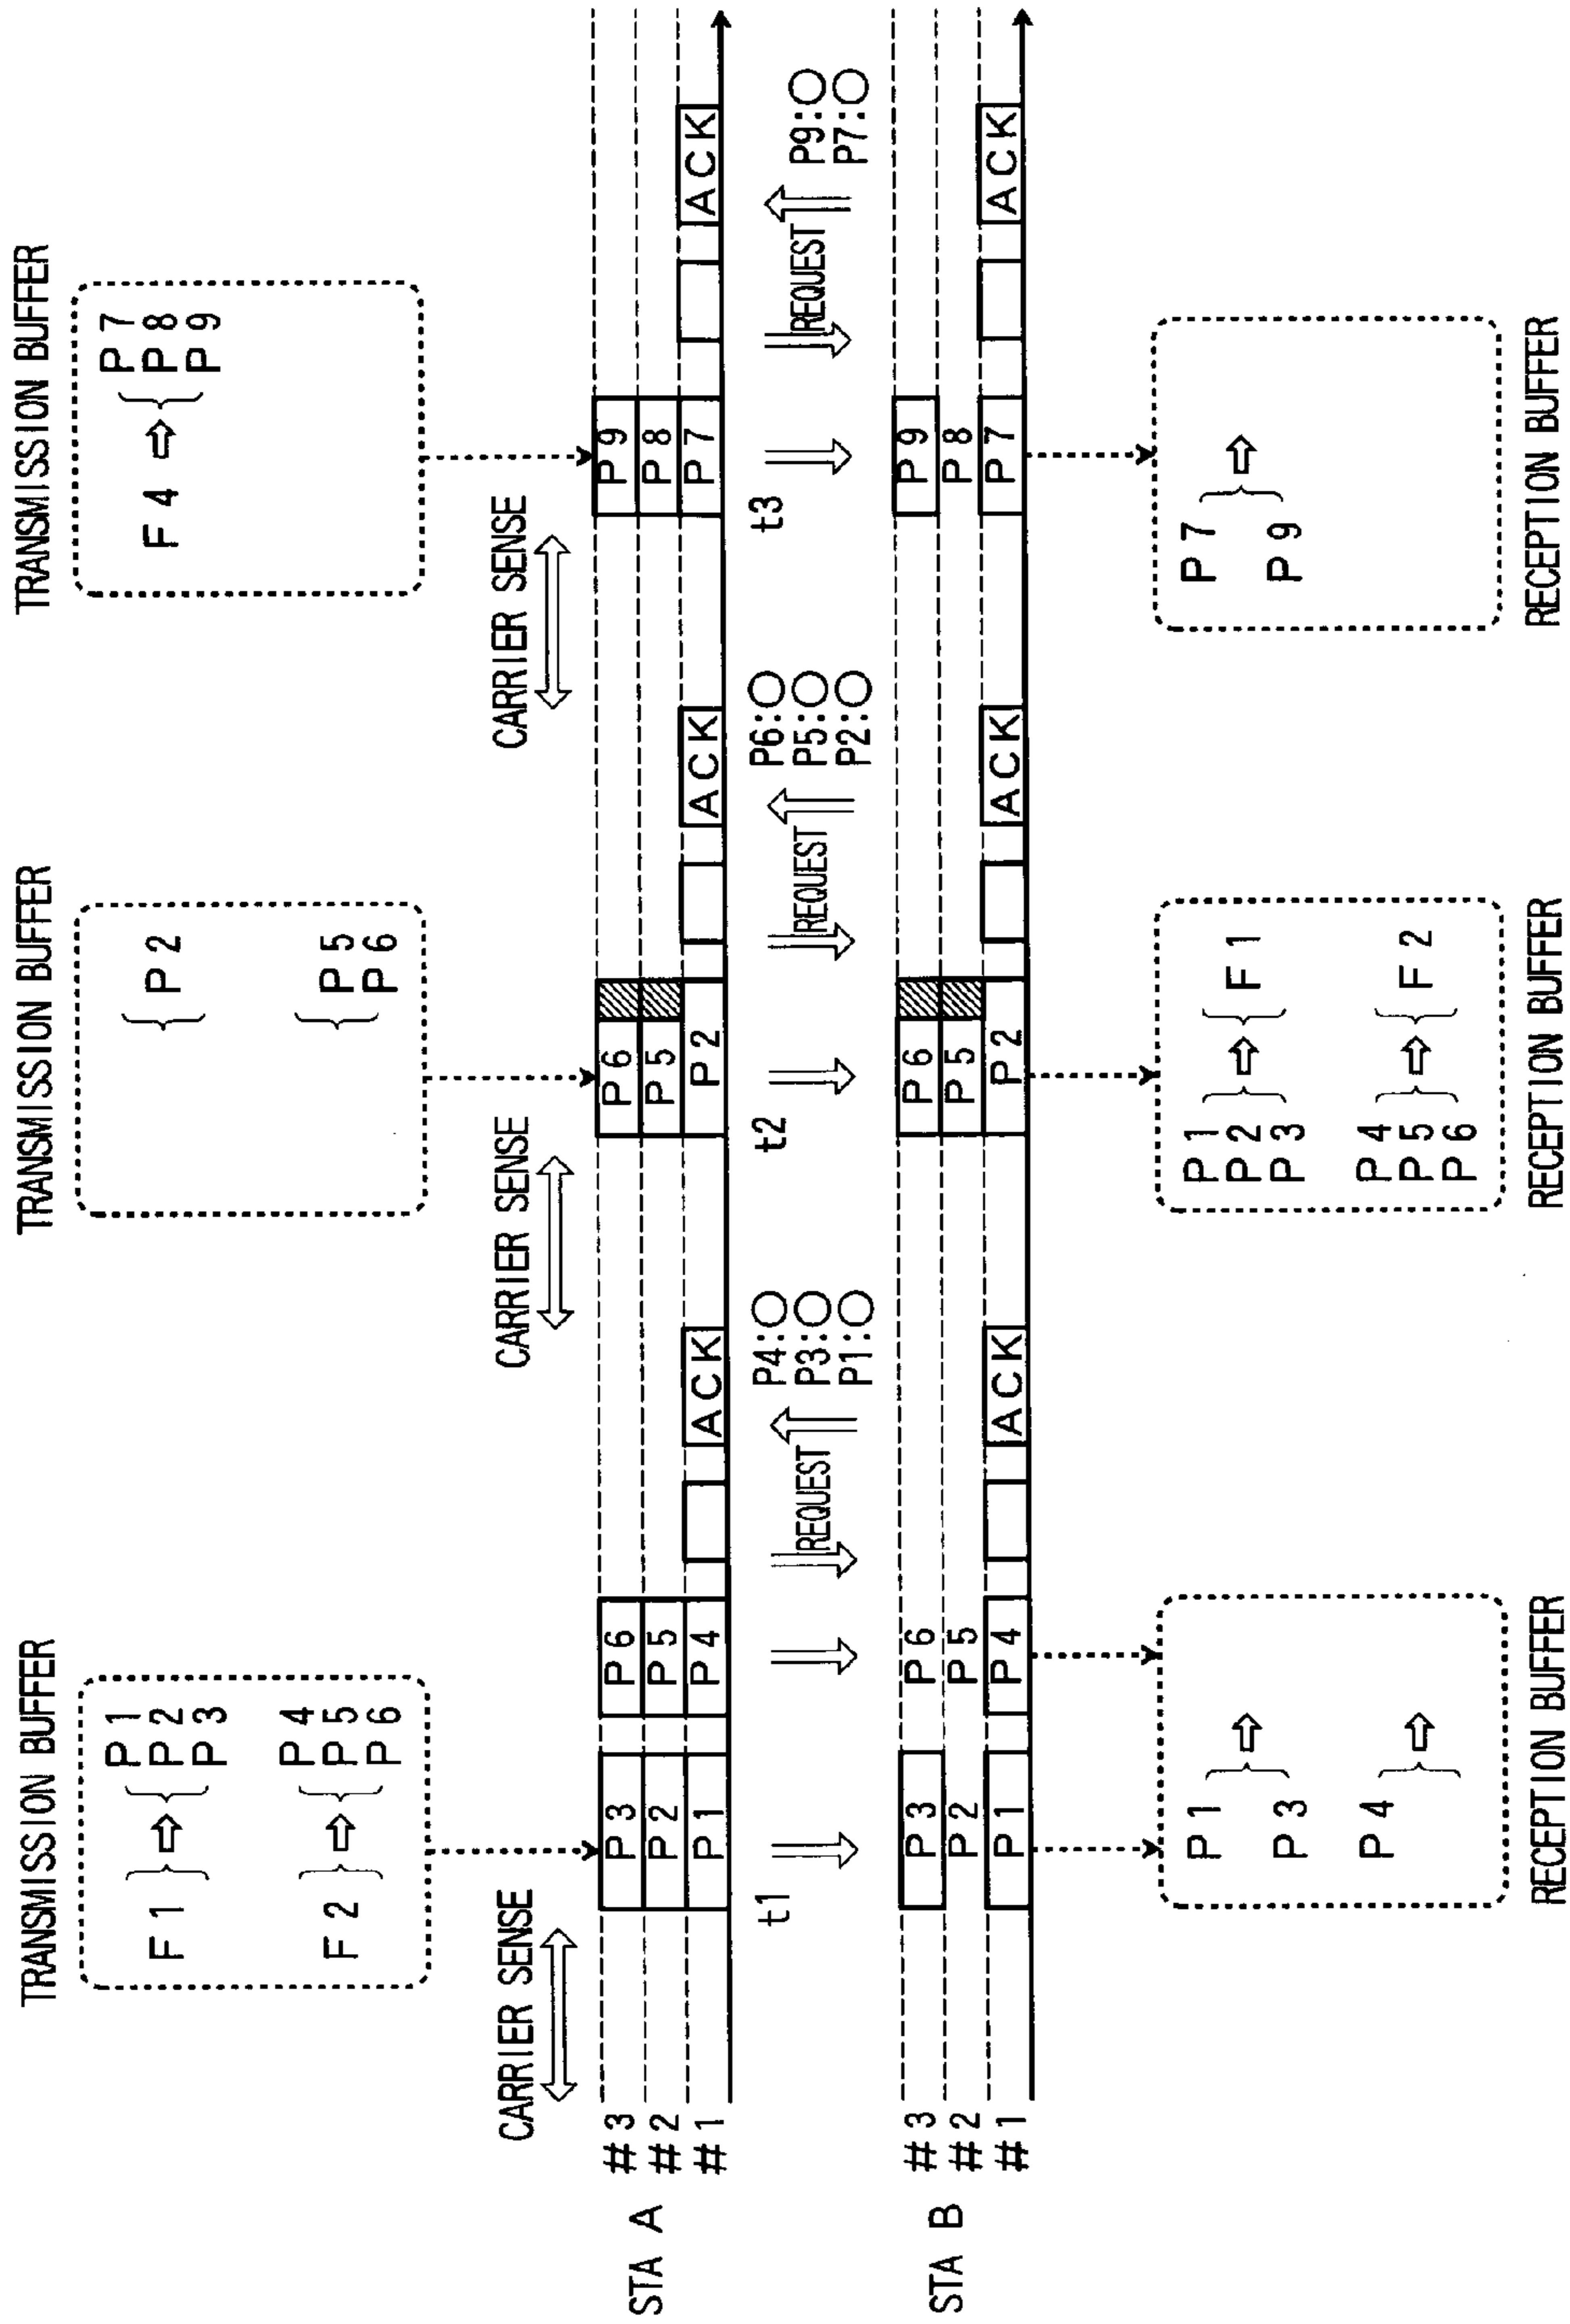 TRANSMISSION BUFFER
TRANSMISSION BUFFER
TRANSMISSION BUFFER
F1 P1
P2
P3
F2 P4
P5
P6
P2
P5
P6
F4 P7
P8
P9
CARRIER SENSE
CARRIER SENSE
CARRIER SENSE
STA A
#3 P3 P6 P6 P9
#2 P2 P5 P5 P8
#1 P1 P4 ACK P2 ACK P7 ACK
t1 REQUEST P4:○
P3:○
P1:○
t2 REQUEST P6:○
P5:○
P2:○
t3 REQUEST P9:○
P7:○
STA B
#3 P3 P6 P6 P9
#2 P2 P5 P5 P8
#1 P1 P4 ACK P2 ACK P7 ACK
P1
P3
P4
P1
P2 F1
P3
P4
P5 F2
P6
P7
P9
RECEPTION BUFFER
RECEPTION BUFFER
RECEPTION BUFFER